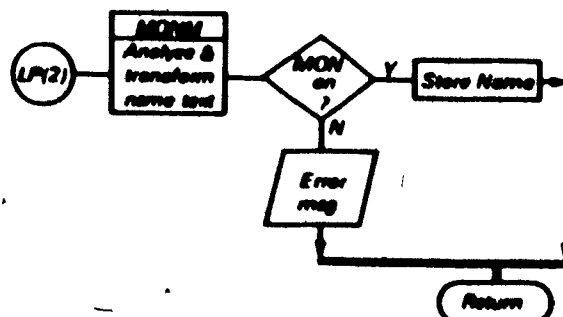 MONM
LP(2)
Analyze &
transform
name text
MON
on
?
Y
Store Name
N
Error
msg
Return